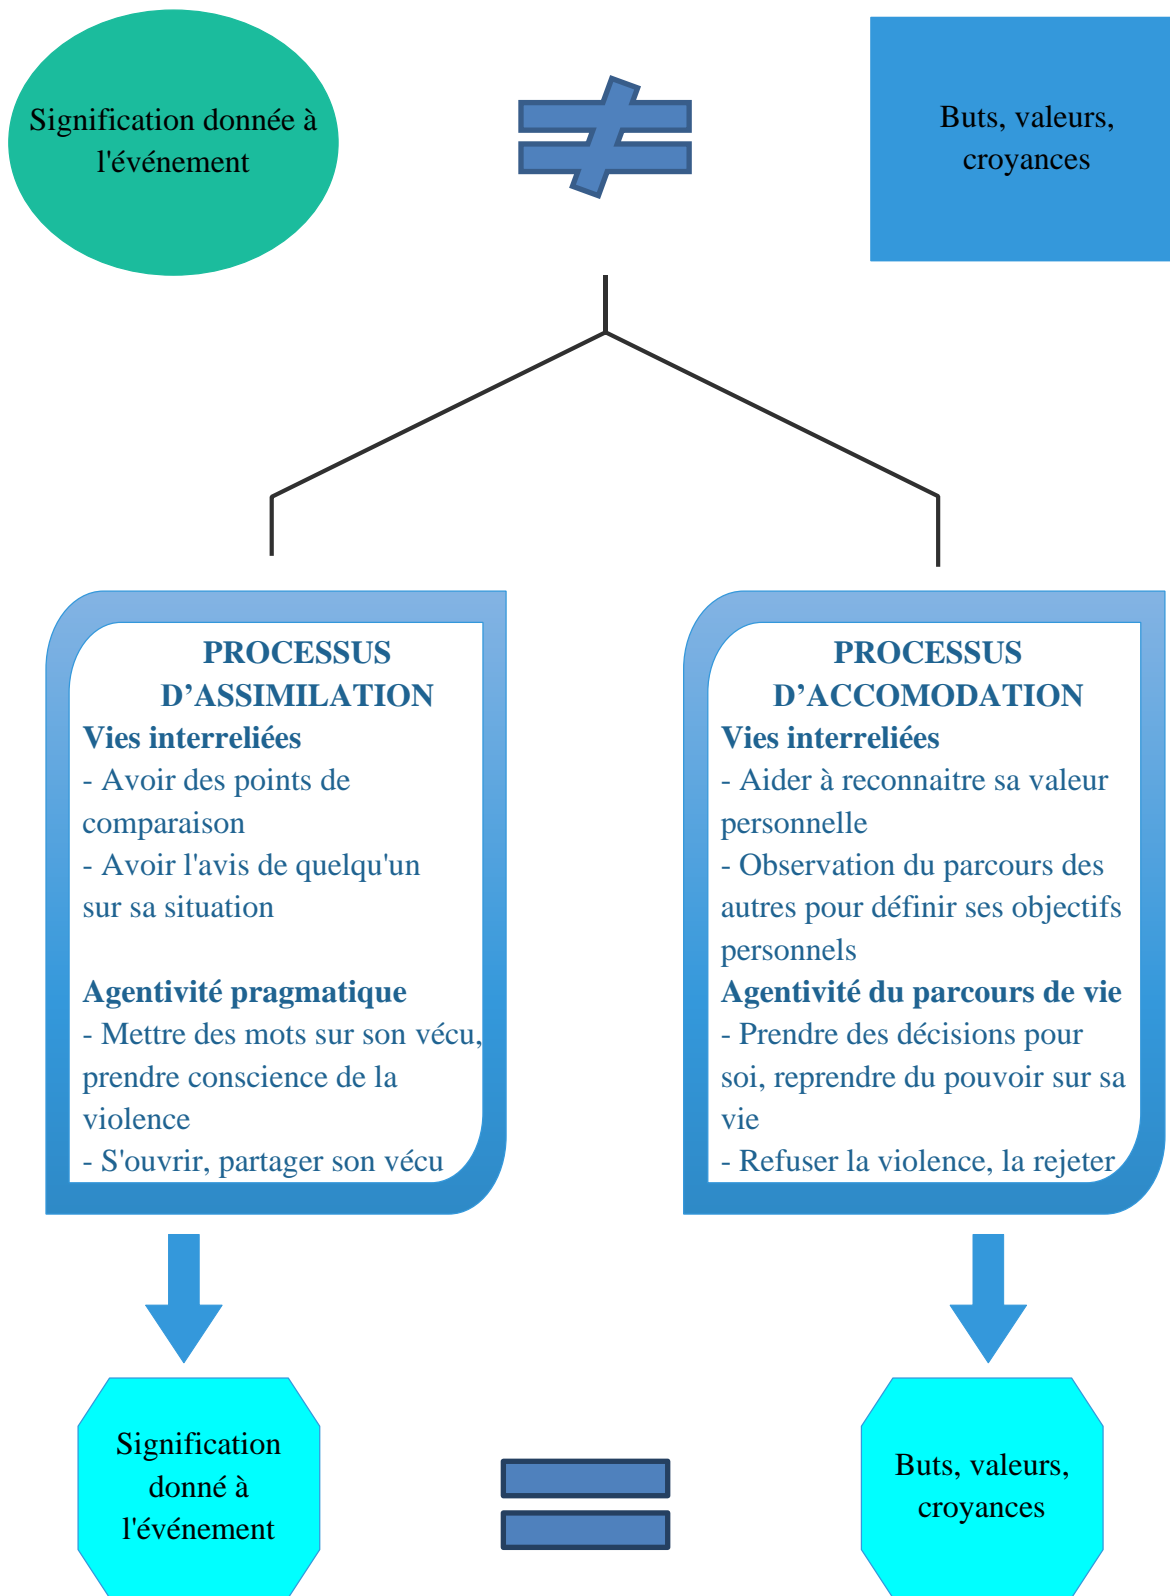 Signification donnée à
l'événement
Buts, valeurs,
croyances
PROCESSUS
D’ASSIMILATION
Vies interreliées
- Avoir des points de
comparaison
- Avoir l'avis de quelqu'un
sur sa situation
Agentivité pragmatique
- Mettre des mots sur son vécu,
prendre conscience de la
violence
- S'ouvrir, partager son vécu
PROCESSUS
D’ACCOMODATION
Vies interreliées
- Aider à reconnaitre sa valeur
personnelle
- Observation du parcours des
autres pour définir ses objectifs
personnels
Agentivité du parcours de vie
- Prendre des décisions pour
soi, reprendre du pouvoir sur sa
vie
- Refuser la violence, la rejeter
Signification
donné à
l'événement
Buts, valeurs,
croyances